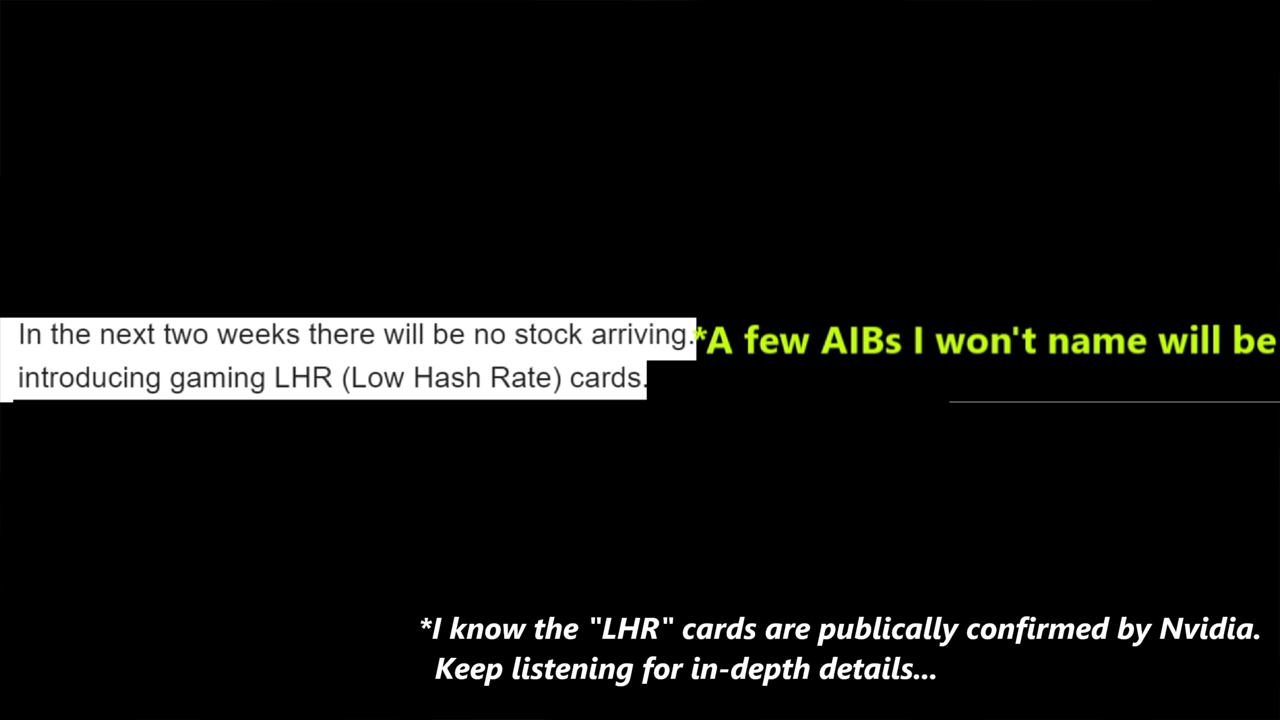 In the next two weeks there will be no stock arriving. *A few AIBs I won't name will be
introducing gaming LHR (Low Hash Rate) cards.
*I know the "LHR" cards are publically confirmed by Nvidia.
Keep listening for in-depth details...